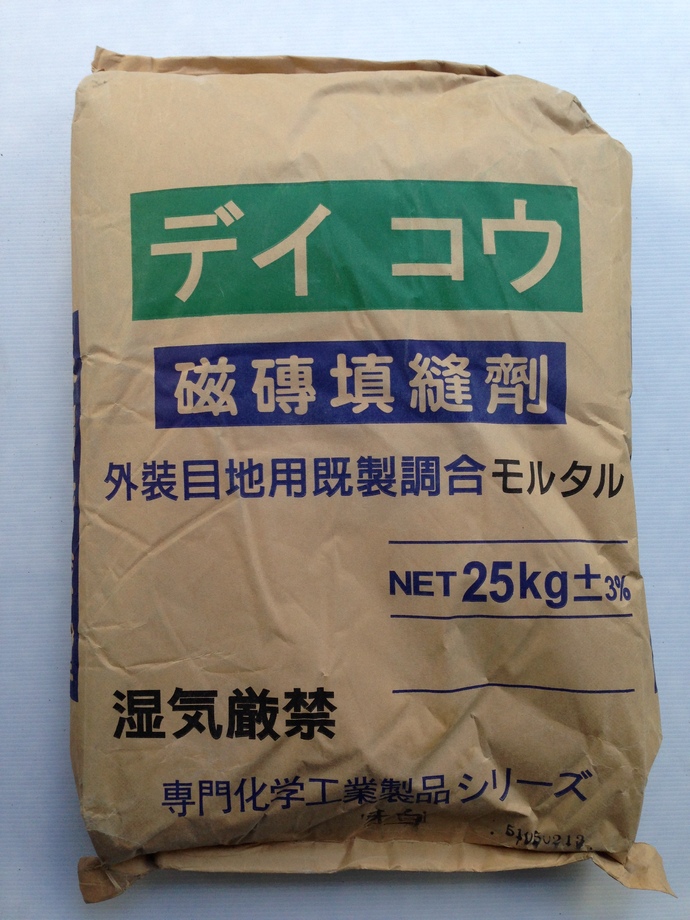 デイ コウ
磁磚填縫劑
外装目地用既製調合モルタル
NET 25kg±3%
湿気厳禁
専門化学工業製品シリーズ